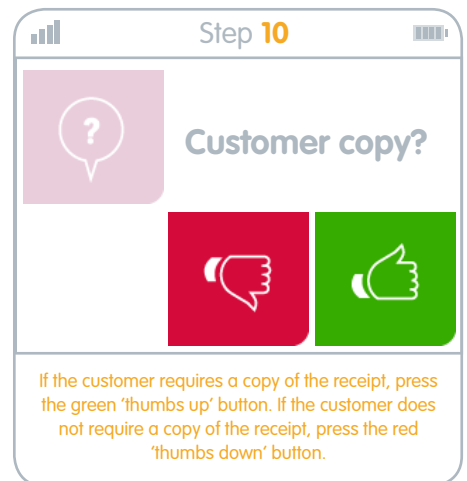 Step 10
?
Customer copy?
If the customer requires a copy of the receipt, press
the green ‘thumbs up’ button. If the customer does
not require a copy of the receipt, press the red
‘thumbs down’ button.